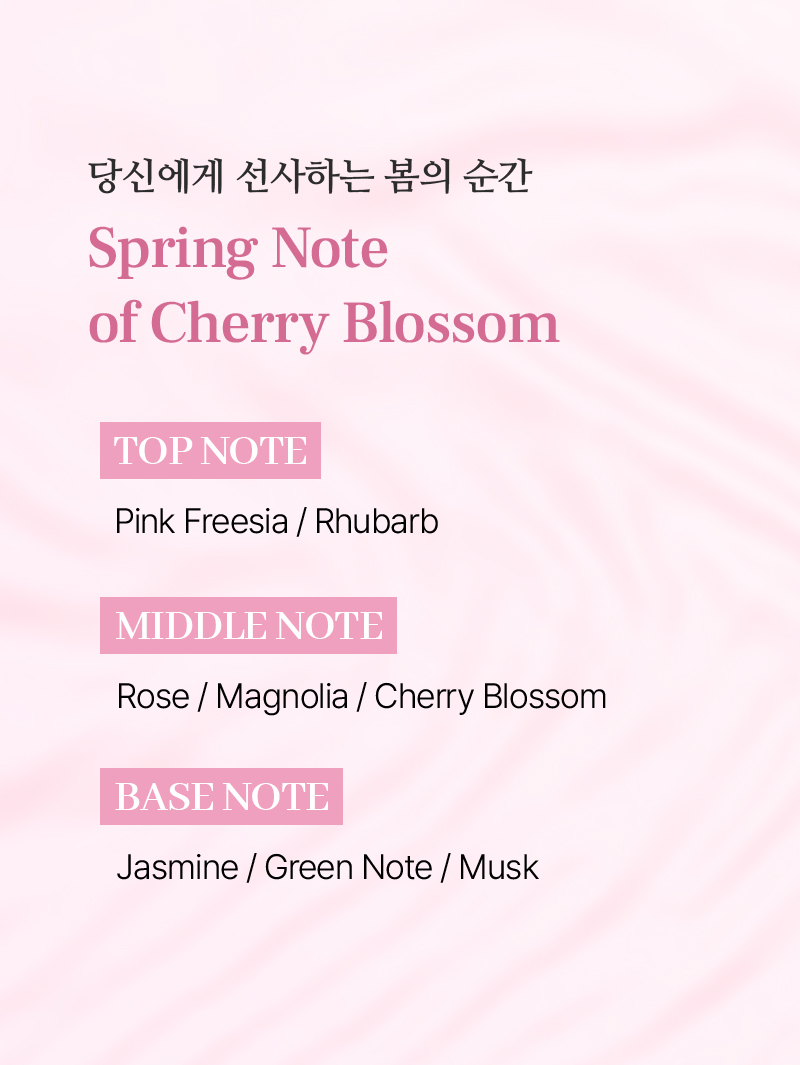 당신에게 선사하는 봄의 순간
Spring Note
of Cherry Blossom
TOP NOTE
Pink Freesia / Rhubarb
MIDDLE NOTE
Rose / Magnolia / Cherry Blossom
BASE NOTE
Jasmine / Green Note / Musk